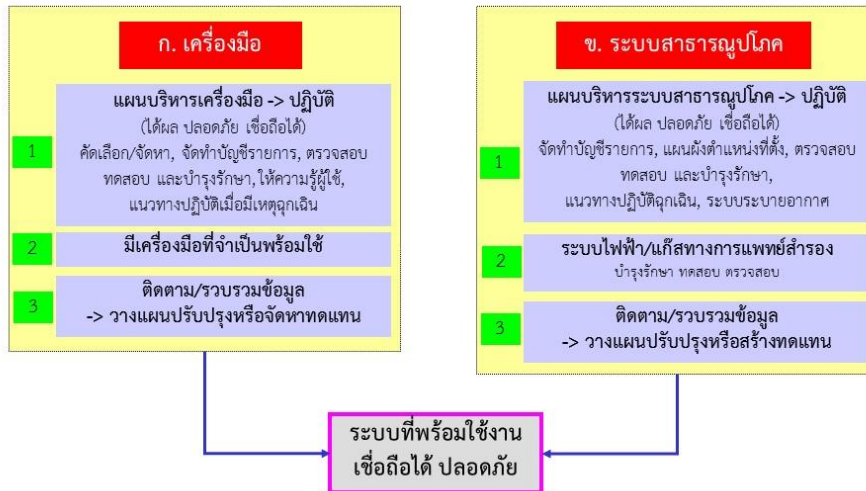 ก. เครื่องมือ
แผนบริหารเครื่องมือ -> ปฏิบัติ
(ได้ผล ปลอดภัย เชื่อถือได้)
1
คัดเลือก/จัดหา, จัดทำบัญชีรายการ, ตรวจสอบ
ทดสอบ และบำรุงรักษา,ให้ความรู้ผู้ใช้,
แนวทางปฏิบัติเมื่อมีเหตุฉุกเฉิน
2
มีเครื่องมือที่จำเป็นพร้อมใช้
3
ติดตาม/รวบรวมข้อมูล
-> วางแผนปรับปรุงหรือจัดหาทดแทน
ข. ระบบสาธารณูปโภค
แผนบริหารระบบสาธารณูปโภค -> ปฏิบัติ
(ได้ผล ปลอดภัย เชื่อถือได้)
1
จัดทำบัญชีรายการ, แผนผังตำแหน่งที่ตั้ง, ตรวจสอบ
ทดสอบ และบำรุงรักษา,
แนวทางปฏิบัติฉุกเฉิน, ระบบระบายอากาศ
2
ระบบไฟฟ้า/แก๊สทางการแพทย์สำรอง
บำรุงรักษา ทดสอบ ตรวจสอบ
3
ติดตาม/รวบรวมข้อมูล
-> วางแผนปรับปรุงหรือสร้างทดแทน
ระบบที่พร้อมใช้งาน
เชื่อถือได้ ปลอดภัย